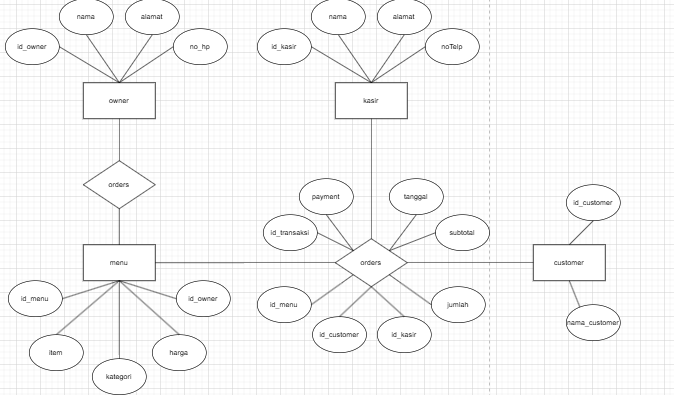 nama
alamat
nama
alamat
id_owner
no_hp
id_kasir
noTelp
owner
kasir
orders
payment
tanggal
id_customer
id_transaksi
subtotal
menu
orders
customer
id_menu
id_owner
id_menu
jumlah
nama_customer
id_customer
id_kasir
item
harga
kategori